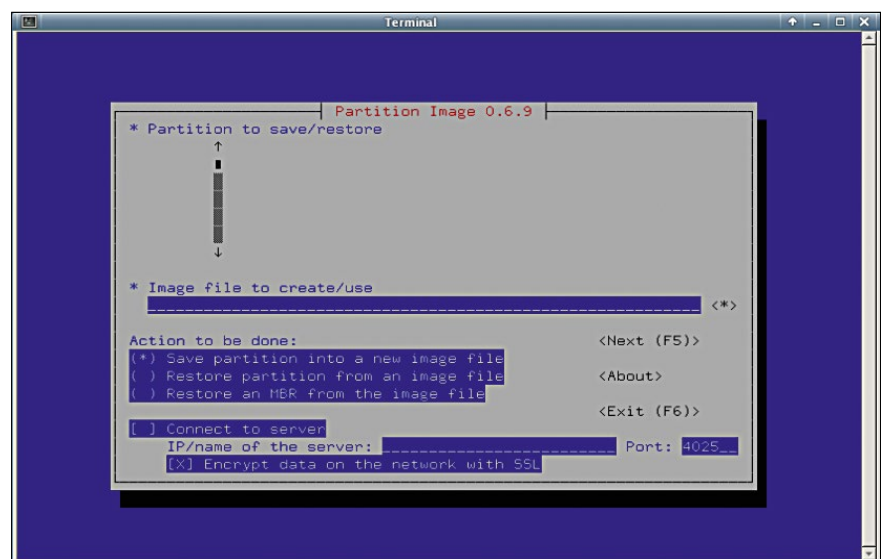 Terminal
Partition Image 0.6.9
* Partition to save/restore
* Image file to create/use
<*>
Action to be done:
<Next (F5)>
(*) Save partition into a new image file
( ) Restore partition from an image file
<About>
( ) Restore an MBR from the image file
<Exit (F6)>
[ ] Connect to server
IP/name of the server: Port: 4025__
[X] Encrypt data on the network with SSL